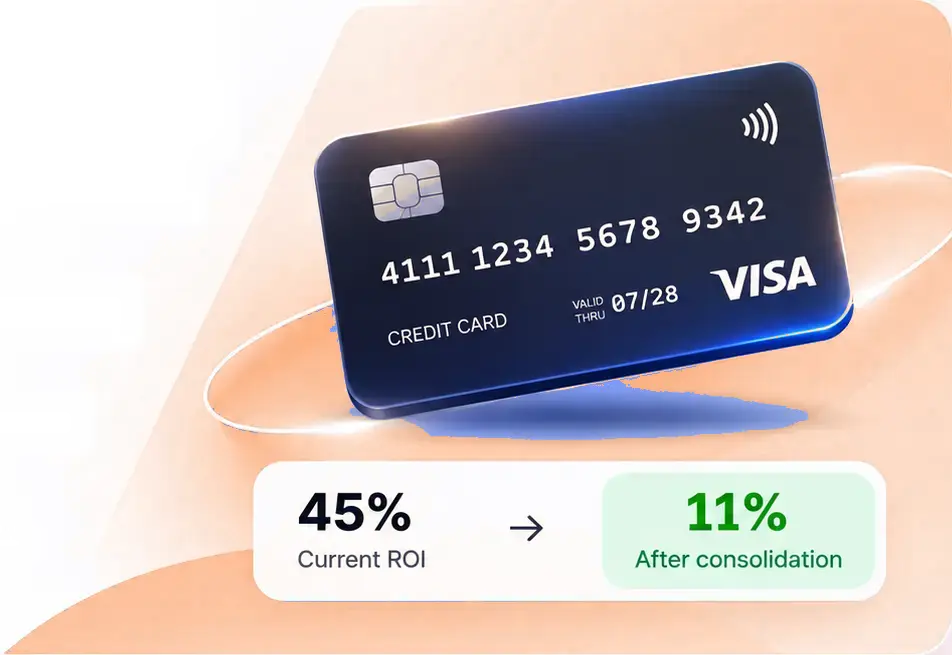 4111 1234 5678 9342
CREDIT CARD
VALID
THRU
07/28
VISA
45%
Current ROI
11%
After consolidation